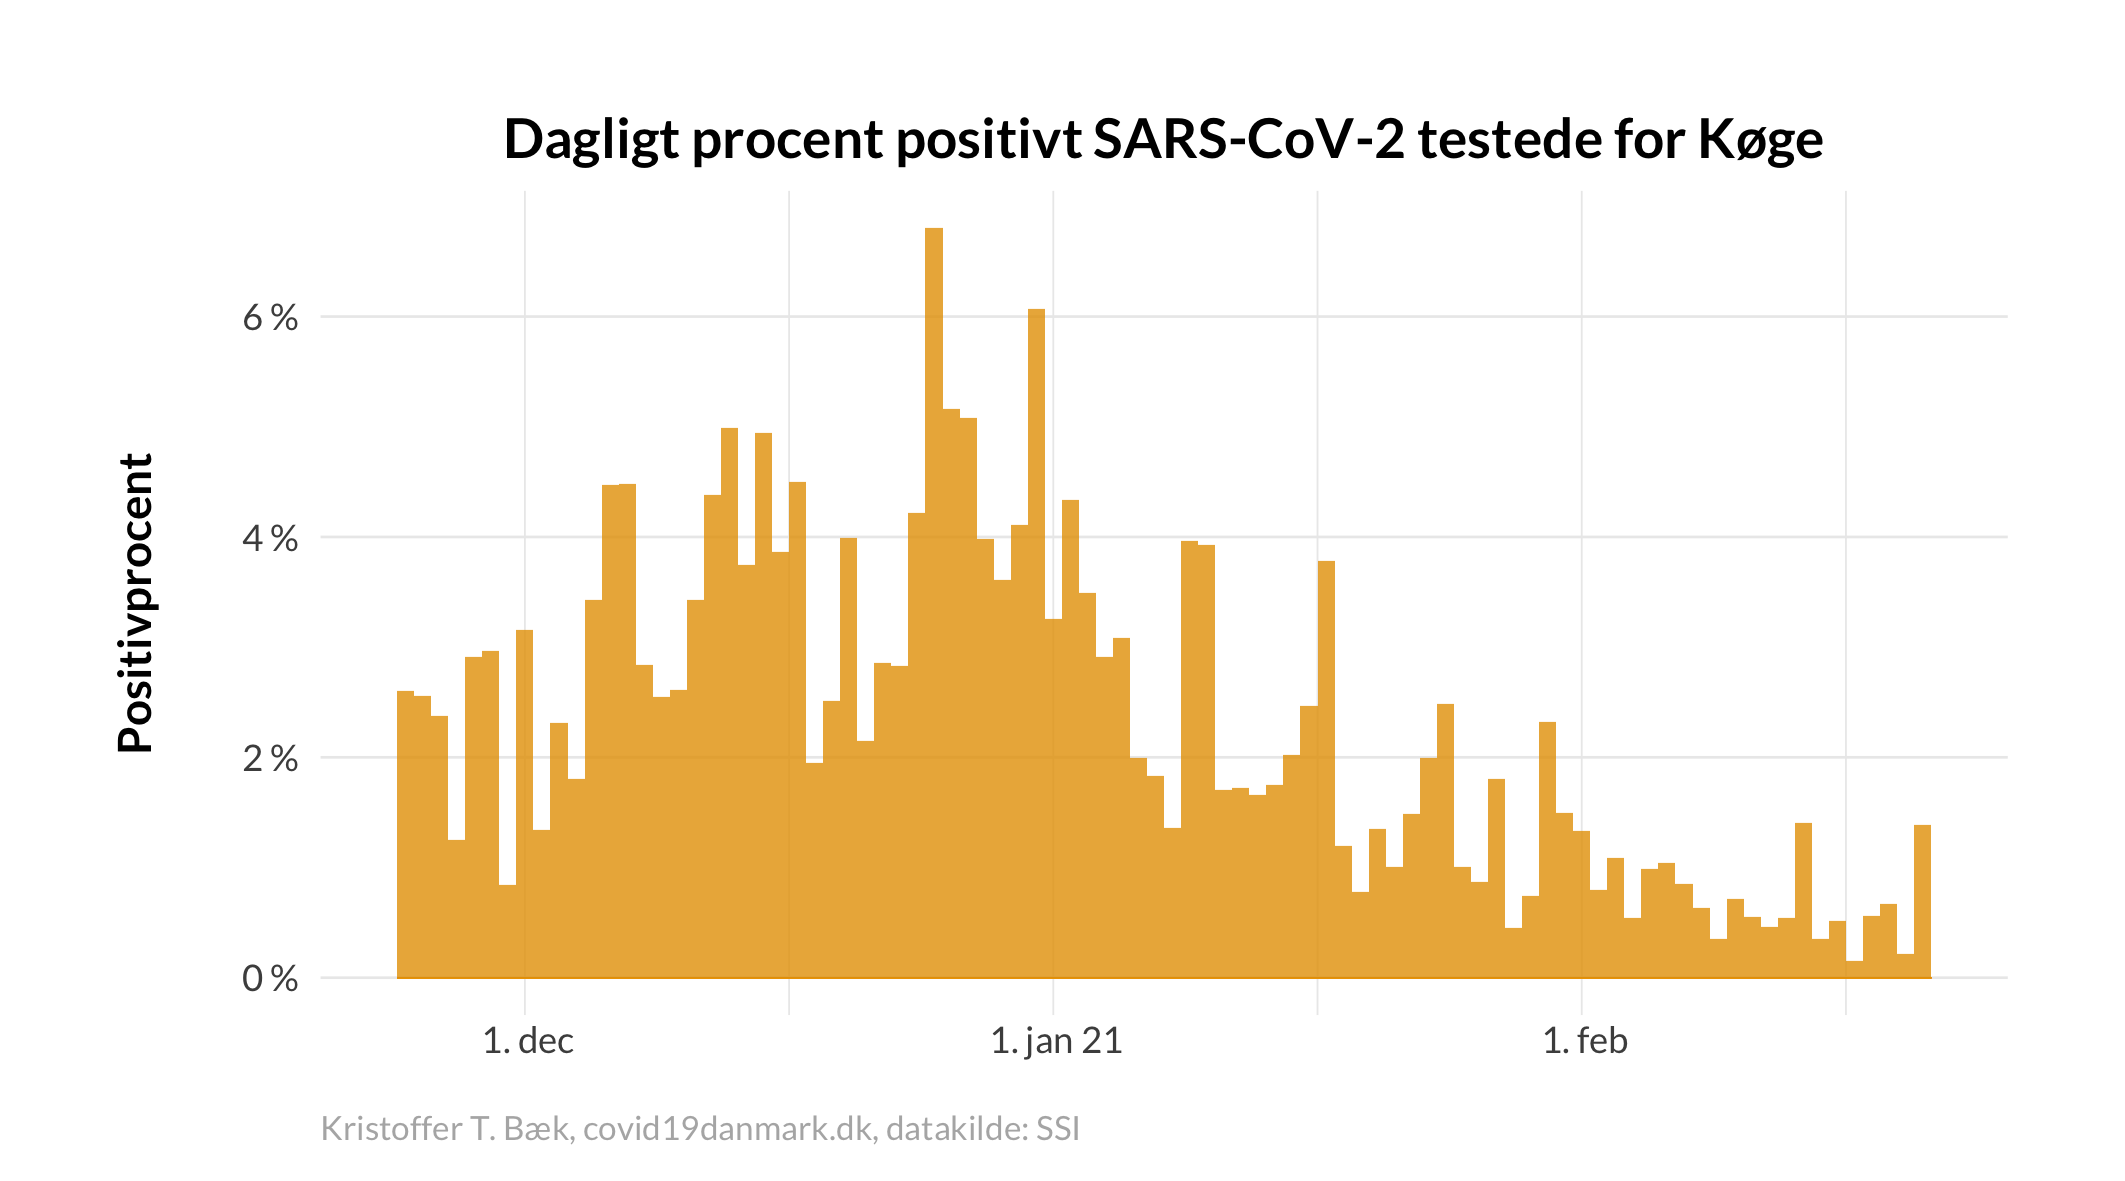 Dagligt procent positivt SARS-CoV-2 testede for Køge
Positivprocent
6 %
4 %
2 %
0 %
1. dec
1. jan 21
1. feb
Kristoffer T. Bæk, covid19danmark.dk, datakilde: SSI